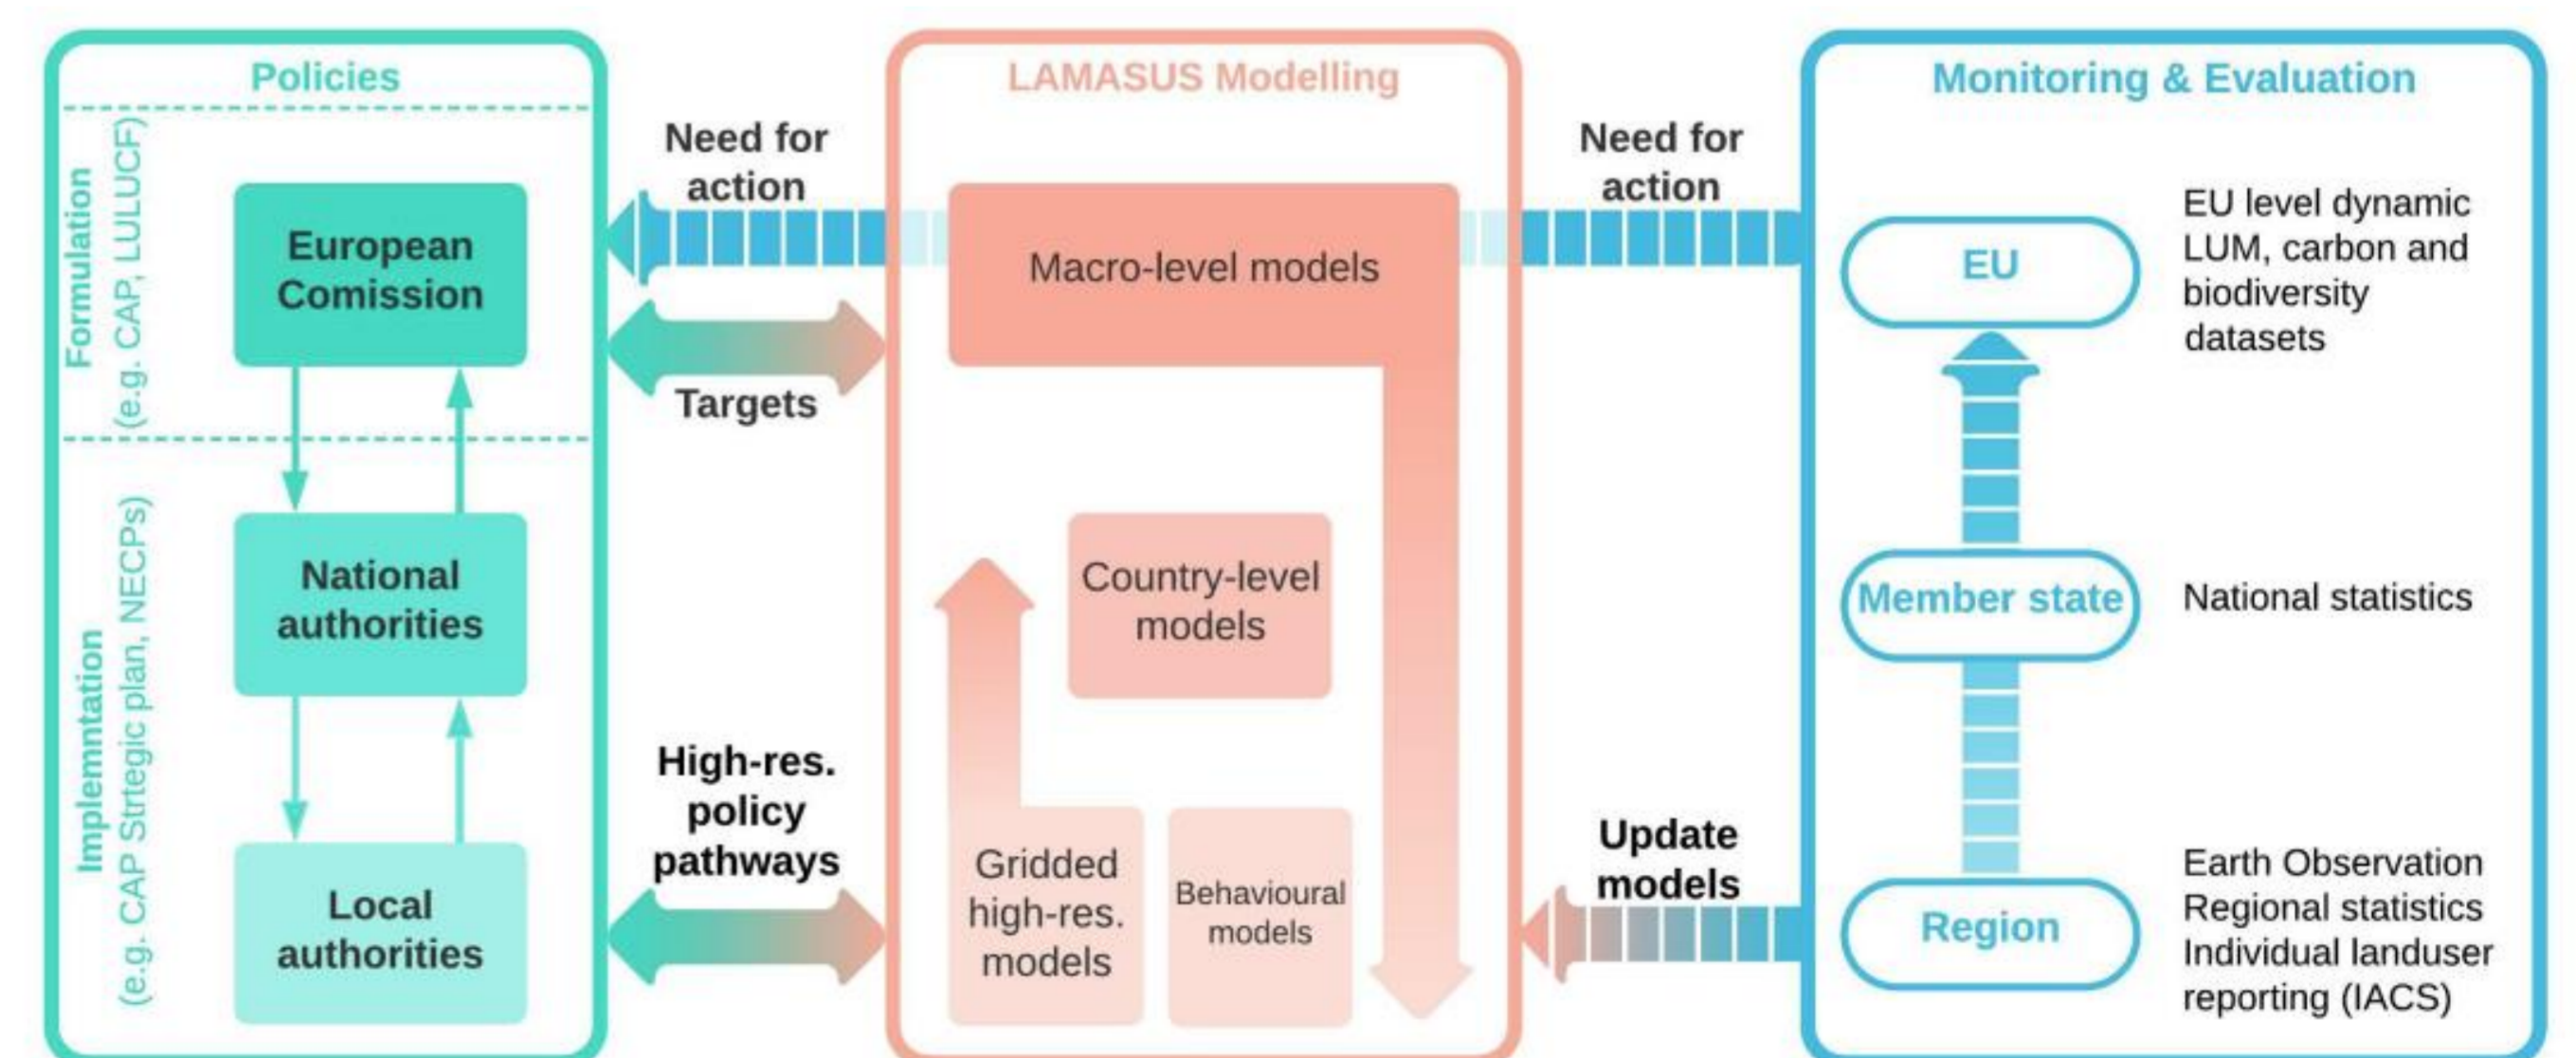 Policies
Formulation
(e.g. CAP, LULUCF)
European
Comission
National
authorities
Implemntation
(e.g. CAP Strtegic plan, NECPs)
Local
authorities
Need for
action
Targets
High-res.
policy
pathways
LAMASUS Modelling
Macro-level models
Country-level
models
Gridded
high-res.
models
Behavioural
models
Need for
action
Update
models
Monitoring & Evaluation
EU
EU level dynamic
LUM, carbon and
biodiversity
datasets
Member state
National statistics
Region
Earth Observation
Regional statistics
Individual landuser
reporting (IACS)